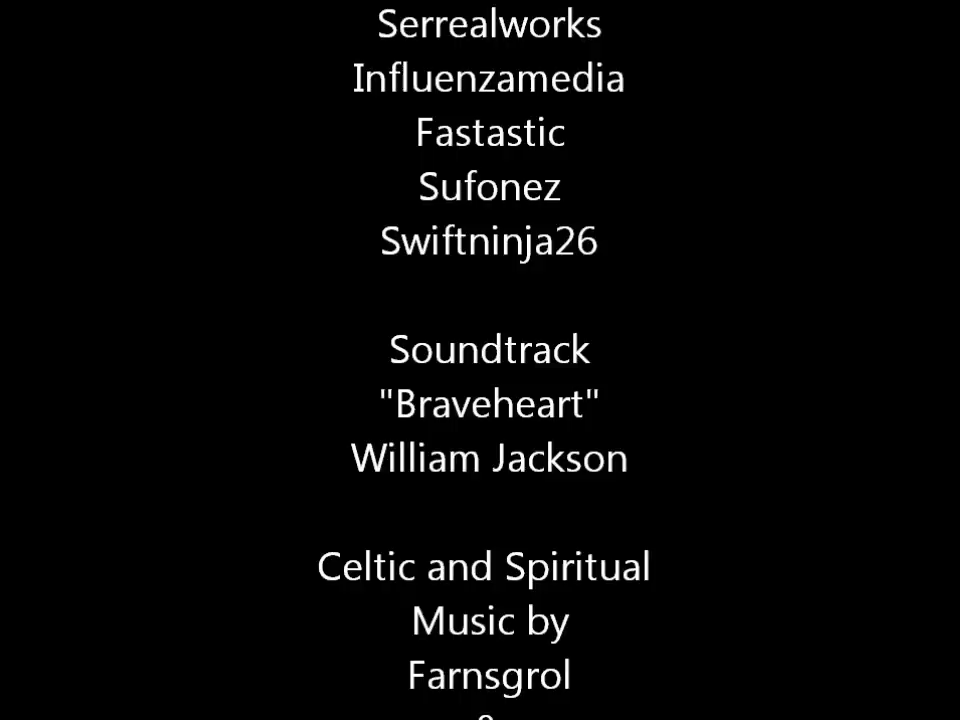 Serrealworks
Influenzamedia
Fastastic
Sufonez
Swiftninja26
Soundtrack
"Braveheart"
William Jackson
Celtic and Spiritual
Music by
Farnsgrol